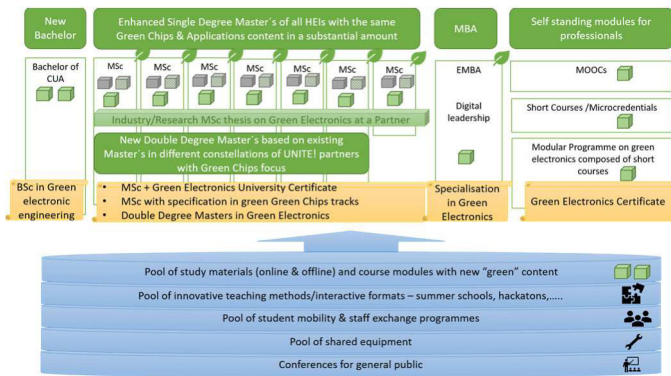 New
Bachelor
Enhanced Single Degree Master´s of all HEIs with the same
Green Chips & Applications content in a substantial amount
MBA
Self standing modules for
professionals
Bachelor of
CUA
MSc
MSc
MSc
MSc
MSc
MSc
MSc
Industry/Research MSc thesis on Green Electronics at a Partner
New Double Degree Master´s based on existing
Master´s in different constellations of UNITE! partners
with Green Chips focus
EMBA
Digital
leadership
MOOCs
Short Courses /Microcredentials
Modular Programme on green
electronics composed of short
courses
BSc in Green
electronic
engineering
• MSc + Green Electronics University Certificate
• MSc with specification in green Green Chips tracks
• Double Degree Masters in Green Electronics
Specialisation
in Green
Electronics
Green Electronics Certificate
Pool of study materials (online & offline) and course modules with new “green” content
Pool of innovative teaching methods/interactive formats – summer schools, hackatons,.....
Pool of student mobility & staff exchange programmes
Pool of shared equipment
Conferences for general public